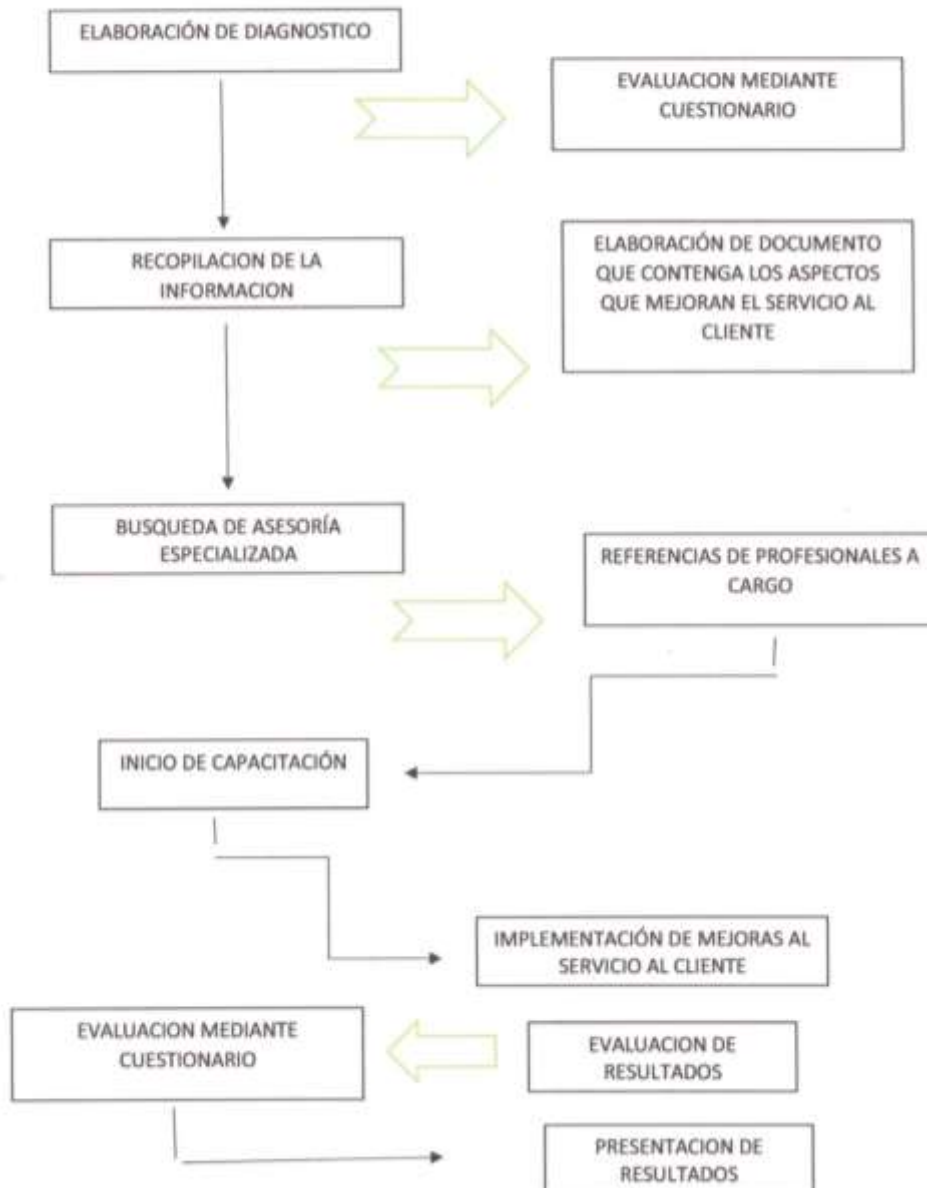 ELABORACIÓN DE DIAGNOSTICO
EVALUACION MEDIANTE
CUESTIONARIO
RECOPILACION DE LA
INFORMACION
ELABORACIÓN DE DOCUMENTO
QUE CONTENGA LOS ASPECTOS
QUE MEJORAN EL SERVICIO AL
CLIENTE
BUSQUEDA DE ASESORÍA
ESPECIALIZADA
REFERENCIAS DE PROFESIONALES A
CARGO
INICIO DE CAPACITACIÓN
IMPLEMENTACIÓN DE MEJORAS AL
SERVICIO AL CLIENTE
EVALUACION MEDIANTE
CUESTIONARIO
EVALUACION DE
RESULTADOS
PRESENTACION DE
RESULTADOS